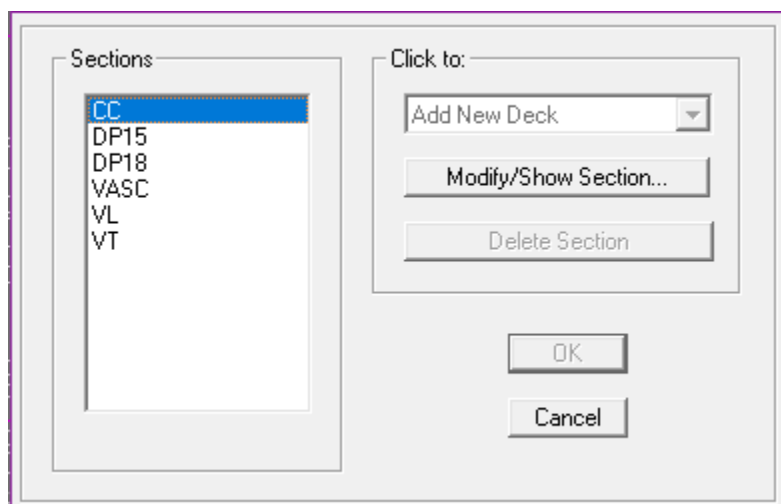 Sections
CC
DP15
DP18
VASC
VL
VT
Click to:
Add New Deck
Modify/Show Section...
Delete Section
OK
Cancel